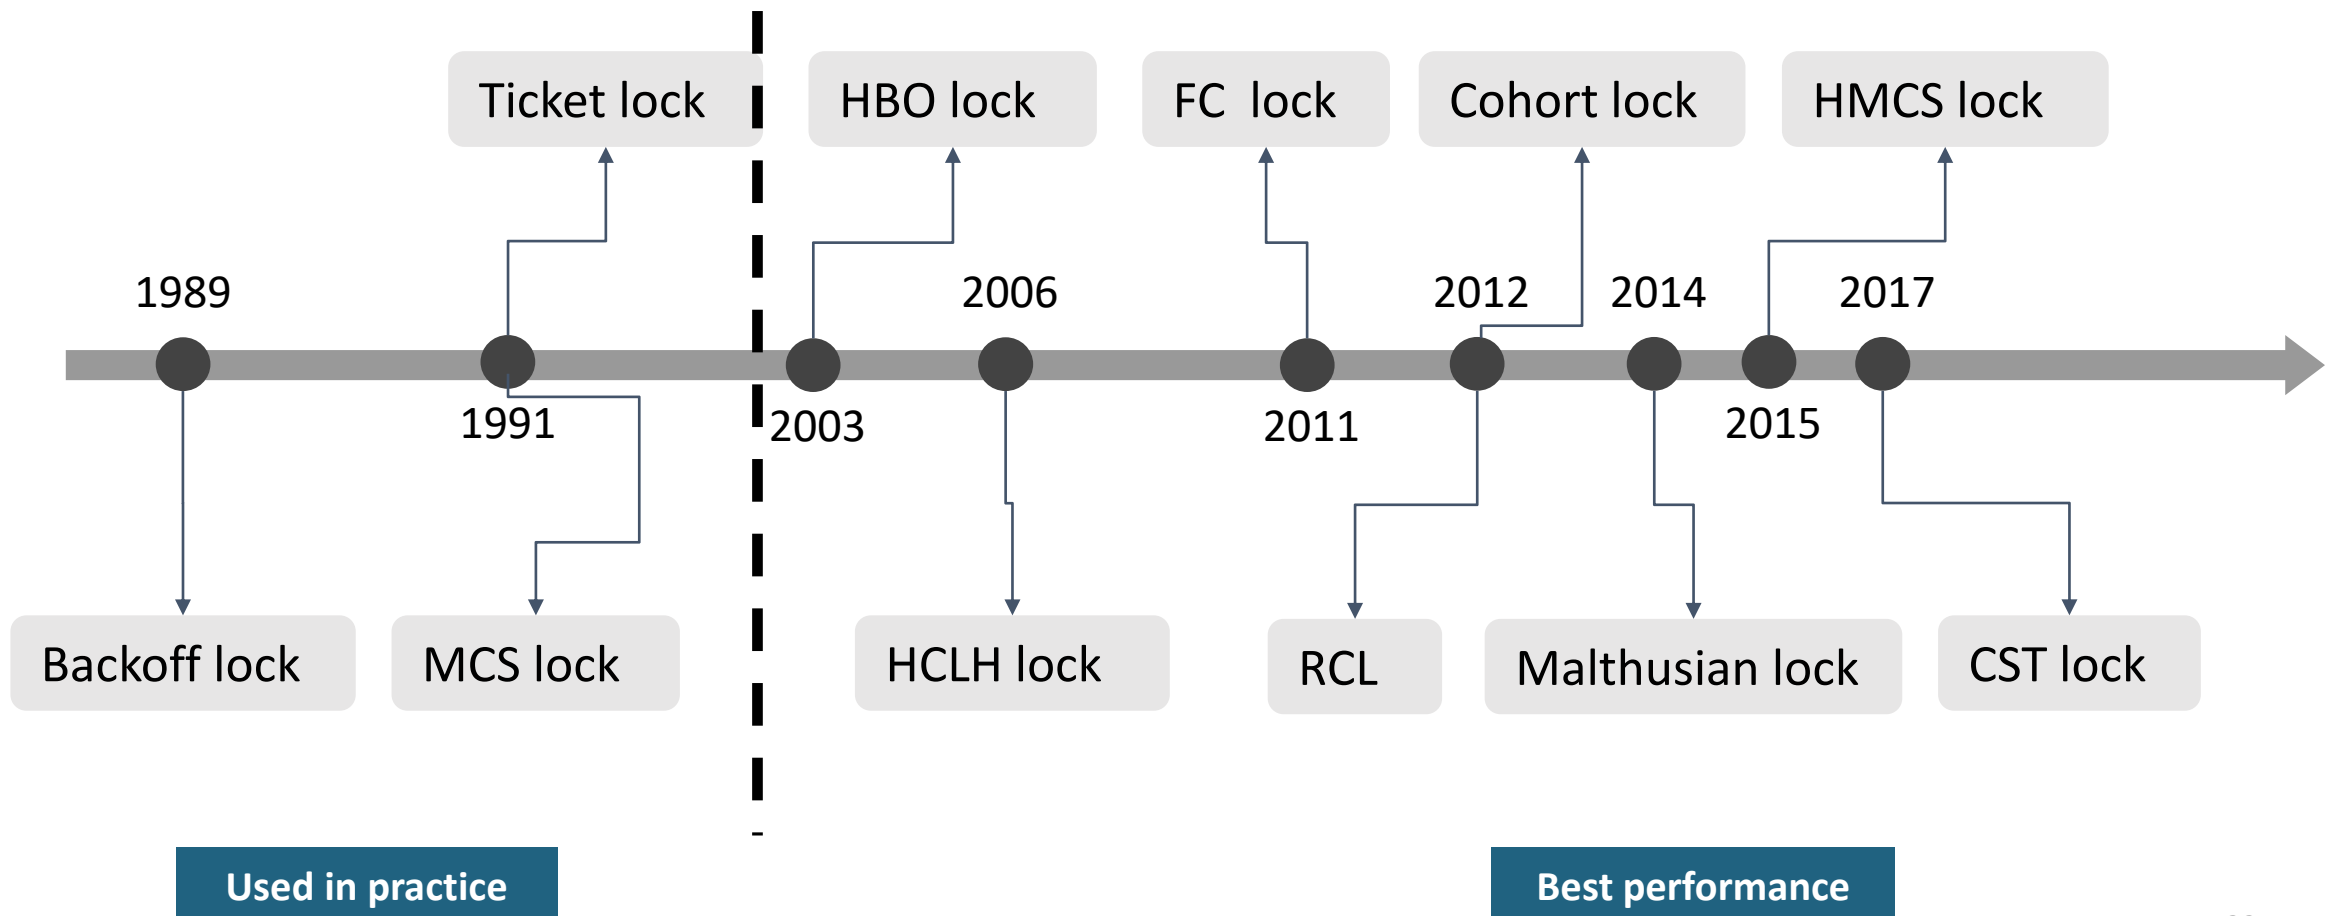 Ticket lock
HBO lock
FC lock
Cohort lock
HMCS lock
1989
2006
2012
2014
2017
1991
2003
2011
2015
Backoff lock
MCS lock
HCLH lock
RCL
Malthusian lock
CST lock
Used in practice
Best performance